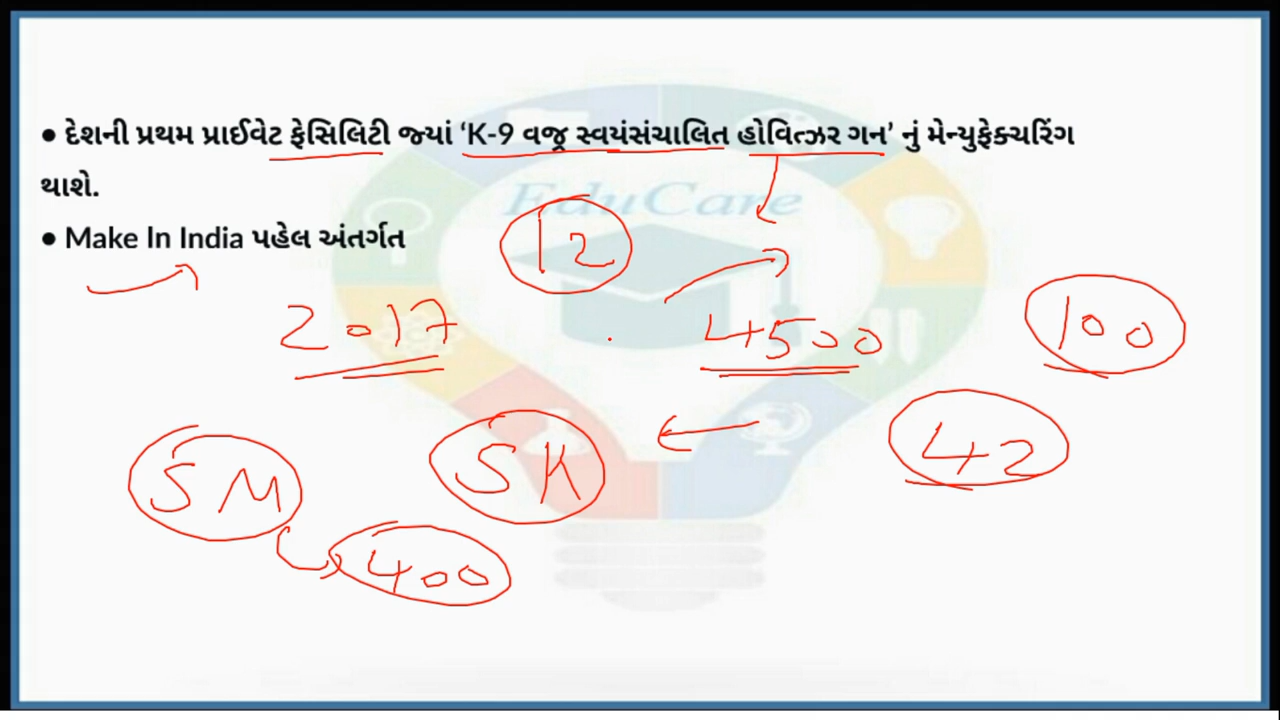 ● દેશની પ્રથમ પ્રાઈવેટ ફેસિલિટી જ્યાં ‘K-9 વજ્ર સ્વયંસંચાલિત હોવિત્ઝર ગન’ નું મેન્યુફેક્ચરિંગ
થાશે.
EduCare
● Make In India પહેલ અંતર્ગત
12
2017
4500
100
42
SM
SK
400